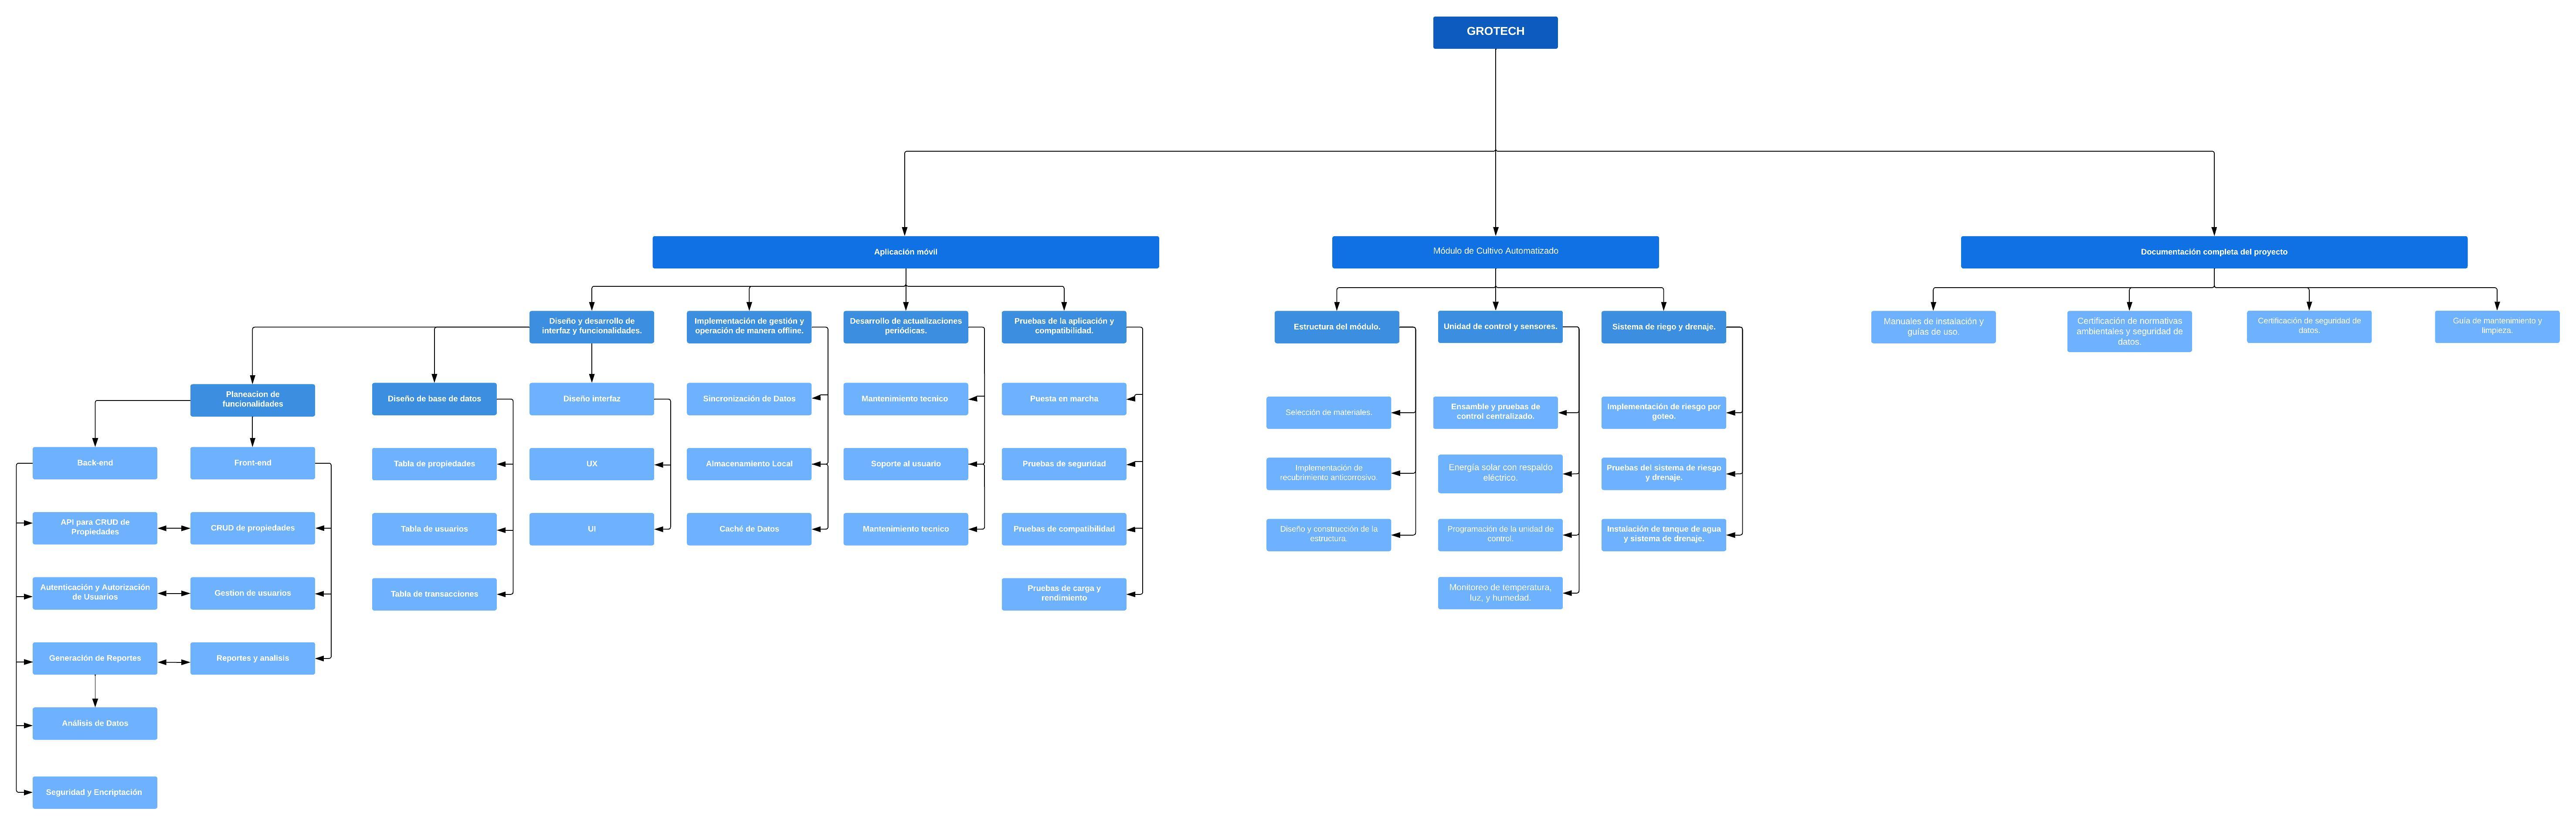 GROTECH
Aplicación móvil
Módulo de Cultivo Automatizado
Documentación completa del proyecto
Diseño y desarrollo de
interfaz y funcionalidades.
Implementación de gestión y
operación de manera offline.
Desarrollo de actualizaciones
periódicas.
Pruebas de la aplicación y
compatibilidad.
Estructura del módulo.
Unidad de control y sensores.
Sistema de riego y drenaje.
Manuales de instalación y
guías de uso.
Certificación de normativas
ambientales y seguridad de
datos.
Certificación de seguridad de
datos.
Guía de mantenimiento y
limpieza.
Planeacion de
funcionalidades
Diseño de base de datos
Diseño interfaz
Sincronización de Datos
Mantenimiento tecnico
Puesta en marcha
Selección de materiales.
Ensamble y pruebas de
control centralizado.
Implementación de riesgo por
goteo.
Back-end
Front-end
Tabla de propiedades
UX
Almacenamiento Local
Soporte al usuario
Pruebas de seguridad
Implementación de
recubrimiento anticorrosivo.
Energía solar con respaldo
eléctrico.
Pruebas del sistema de riesgo
y drenaje.
API para CRUD de
Propiedades
CRUD de propiedades
Tabla de usuarios
UI
Caché de Datos
Mantenimiento tecnico
Pruebas de compatibilidad
Diseño y construcción de la
estructura.
Programación de la unidad de
control.
Instalación de tanque de agua
y sistema de drenaje.
Autenticación y Autorización
de Usuarios
Gestion de usuarios
Tabla de transacciones
Pruebas de carga y
rendimiento
Monitoreo de temperatura,
luz, y humedad.
Generación de Reportes
Reportes y analisis
Análisis de Datos
Seguridad y Encriptación